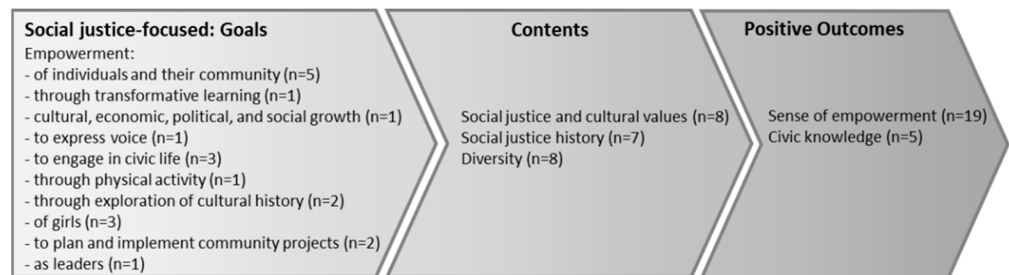 Social justice-focused: Goals
Empowerment:
- of individuals and their community (n=5)
- through transformative learning (n=1)
- cultural, economic, political, and social growth (n=1)
- to express voice (n=1)
- to engage in civic life (n=3)
- through physical activity (n=1)
- through exploration of cultural history (n=2)
- of girls (n=3)
- to plan and implement community projects (n=2)
- as leaders (n=1)
Contents
Social justice and cultural values (n=8)
Social justice history (n=7)
Diversity (n=8)
Positive Outcomes
Sense of empowerment (n=19)
Civic knowledge (n=5)